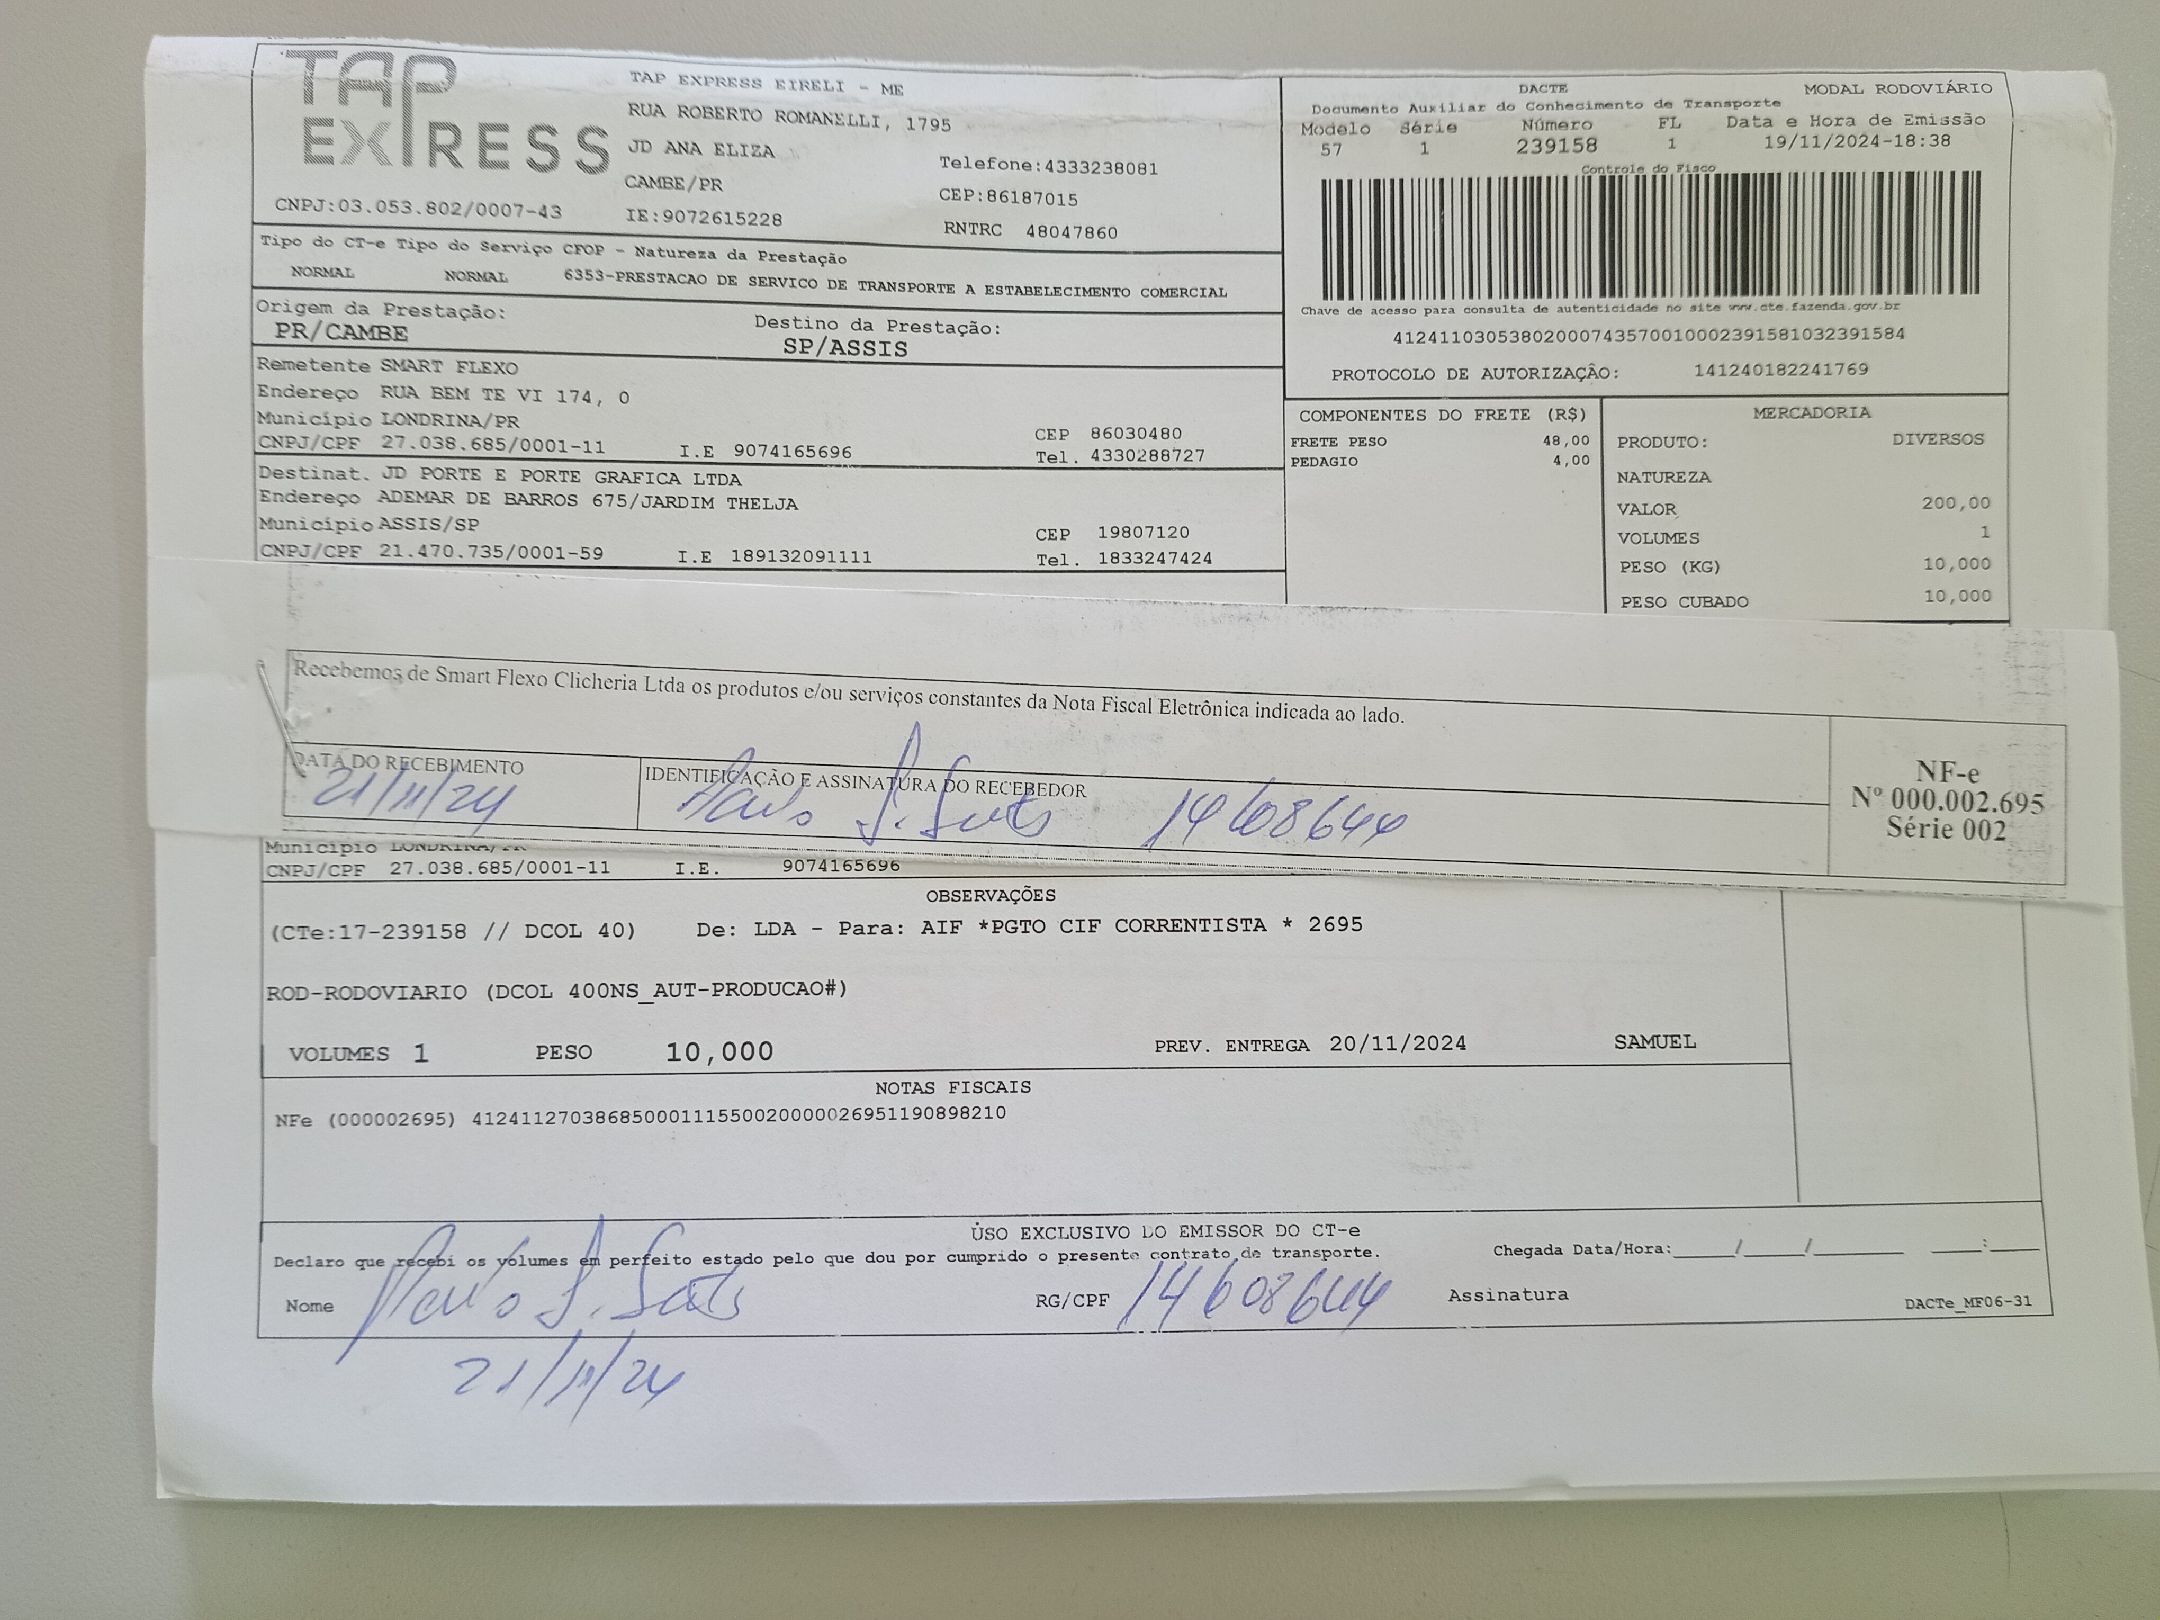 TAP EXPRESS
TAP EXPRESS EIRELI - ME
RUA ROBERTO ROMANELLI, 1795
JD ANA ELIZA
Telefone:4333238081
CAMBE/PR
CEP:86187015
CNPJ:03.053.802/0007-43
IE:9072615228
RNTRC 48047860
DACTE
MODAL RODOVIÁRIO
Documento Auxiliar do Conhecimento de Transporte
Modelo Série Número FL Data e Hora de Emissão
57 1 239158 1 19/11/2024-18:38
Controle do Fisco
Chave de acesso para consulta de autenticidade no site www.cte.fazenda.gov.br
41241103053802000743570010002391581032391584
PROTOCOLO DE AUTORIZAÇÃO: 141240182241769
Tipo do CT-e Tipo do Serviço CFOP - Natureza da Prestação
NORMAL NORMAL 6353-PRESTACAO DE SERVICO DE TRANSPORTE A ESTABELECIMENTO COMERCIAL
Origem da Prestação: Destino da Prestação:
PR/CAMBE SP/ASSIS
Remetente SMART FLEXO
Endereço RUA BEM TE VI 174, 0
Município LONDRINA/PR CEP 86030480
CNPJ/CPF 27.038.685/0001-11 I.E 9074165696 Tel. 4330288727
Destinat. JD PORTE E PORTE GRAFICA LTDA
Endereço ADEMAR DE BARROS 675/JARDIM THELJA
Município ASSIS/SP CEP 19807120
CNPJ/CPF 21.470.735/0001-59 I.E 189132091111 Tel. 1833247424
COMPONENTES DO FRETE (R$)
FRETE PESO 48,00
PEDAGIO 4,00
MERCADORIA
PRODUTO: DIVERSOS
NATUREZA
VALOR 200,00
VOLUMES 1
PESO (KG) 10,000
PESO CUBADO 10,000
Recebemos de Smart Flexo Clicheria Ltda os produtos e/ou serviços constantes da Nota Fiscal Eletrônica indicada ao lado.
DATA DO RECEBIMENTO
21/11/24
IDENTIFICAÇÃO E ASSINATURA DO RECEBEDOR
14608644
NF-e
Nº 000.002.695
Série 002
Município LONDRINA/
CNPJ/CPF 27.038.685/0001-11 I.E. 9074165696
OBSERVAÇÕES
(CTe:17-239158 // DCOL 40) De: LDA - Para: AIF *PGTO CIF CORRENTISTA * 2695
ROD-RODOVIARIO (DCOL 400NS_AUT-PRODUCAO#)
VOLUMES 1 PESO 10,000 PREV. ENTREGA 20/11/2024 SAMUEL
NOTAS FISCAIS
NFe (000002695) 41241127038685000111550020000026951190898210
USO EXCLUSIVO DO EMISSOR DO CT-e
Declaro que recebi os volumes em perfeito estado pelo que dou por cumprido o presente contrato de transporte.
Chegada Data/Hora:____/____/______ ____:____
Nome
RG/CPF 14608644
Assinatura
DACTe_MF06-31
21/11/24